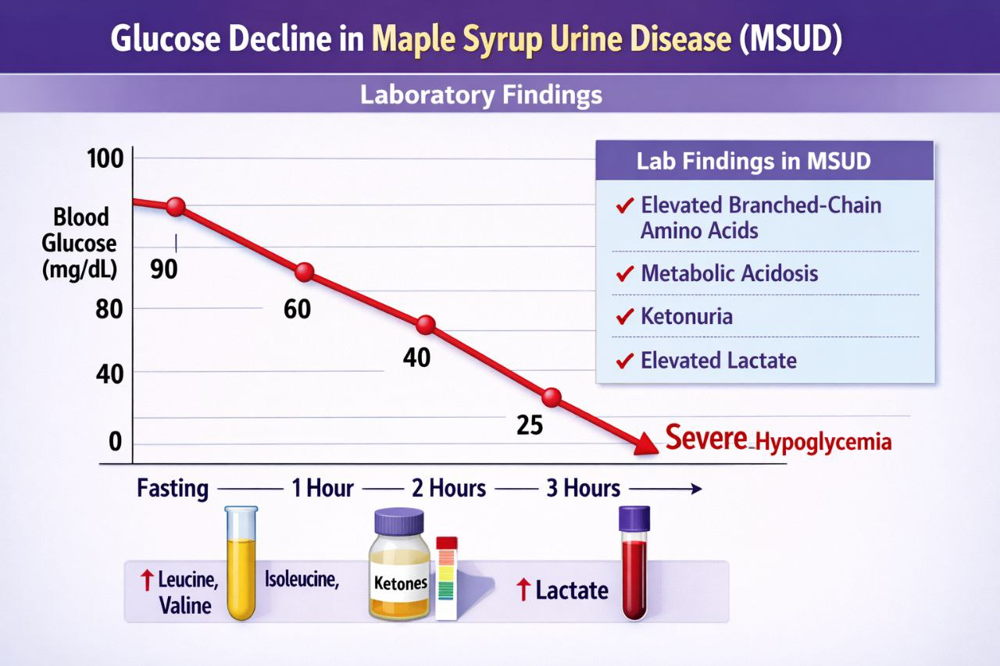 Glucose Decline in Maple Syrup Urine Disease (MSUD)
Laboratory Findings
100
Blood
Glucose
(mg/dL)
80
40
0
90
60
40
25
Severe Hypoglycemia
Fasting
1 Hour
2 Hours
3 Hours
Lab Findings in MSUD
✓ Elevated Branched-Chain
Amino Acids
✓ Metabolic Acidosis
✓ Ketonuria
✓ Elevated Lactate
↑ Leucine,
Valine
Isoleucine,
Ketones
↑ Lactate